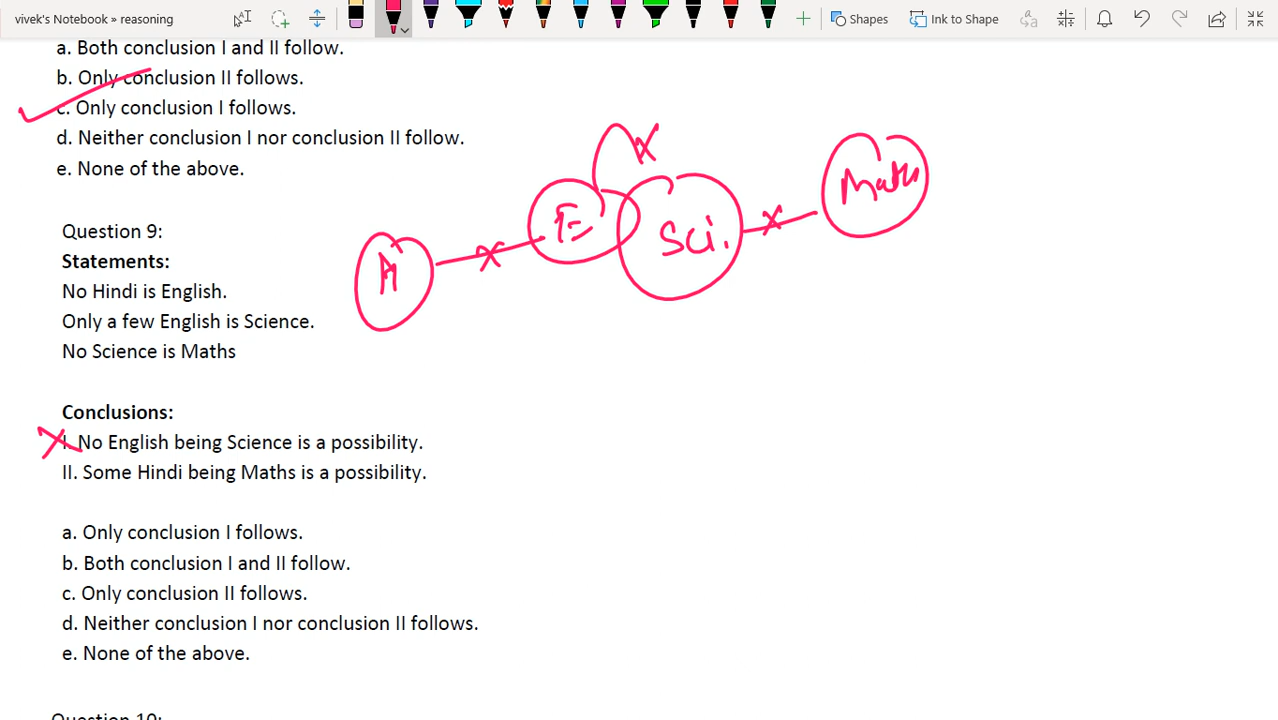 vivek's Notebook » reasoning
Shapes
Ink to Shape
a. Both conclusion I and II follow.
b. Only conclusion II follows.
c. Only conclusion I follows.
d. Neither conclusion I nor conclusion II follow.
e. None of the above.
Question 9:
Statements:
No Hindi is English.
Only a few English is Science.
No Science is Maths
H
E
Sci.
Math
Conclusions:
I. No English being Science is a possibility.
II. Some Hindi being Maths is a possibility.
a. Only conclusion I follows.
b. Both conclusion I and II follow.
c. Only conclusion II follows.
d. Neither conclusion I nor conclusion II follows.
e. None of the above.
Question 10: